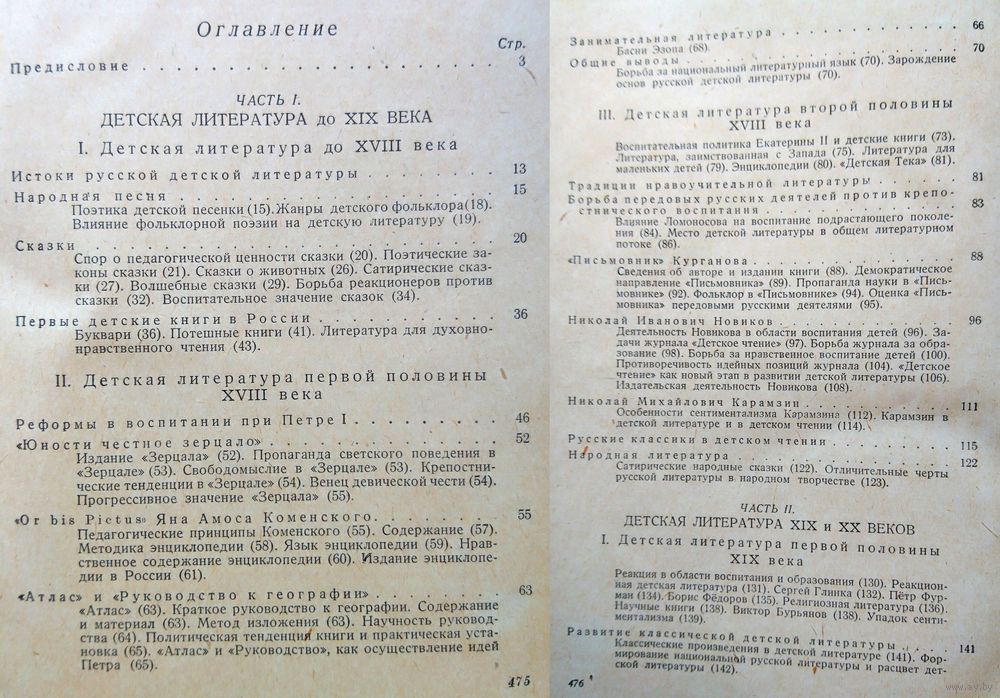 Оглавление
Стр.
Предисловие . . . . . . . . . . . . . . . . . . . . 3
ЧАСТЬ I.
ДЕТСКАЯ ЛИТЕРАТУРА до XIX ВЕКА
I. Детская литература до XVIII века
Истоки русской детской литературы . . . . . . . . 13
Народная песня . . . . . . . . . . . . . . . . . . 15
Поэтика детской песенки (15). Жанры детского фольклора (18).
Влияние фольклорной поэзии на детскую литературу (19).
Сказки . . . . . . . . . . . . . . . . . . . . . . 20
Спор о педагогической ценности сказки (20). Поэтические за-
коны сказки (21). Сказки о животных (26). Сатирические сказ-
ки (27). Волшебные сказки (29). Борьба реакционеров против
сказки (32). Воспитательное значение сказок (34).
Первые детские книги в России . . . . . . . . . . 36
Буквари (36). Потешные книги (41). Литература для духовно-
нравственного чтения (43).
II. Детская литература первой половины
XVIII века
Реформы в воспитании при Петре I . . . . . . . . . 46
«Юности честное зерцало» . . . . . . . . . . . . . 52
Издание «Зерцала» (52). Пропаганда светского поведения в
«Зерцале» (53). Свободомыслие в «Зерцале» (53). Крепостни-
ческие тенденции в «Зерцале» (54). Венец девической чести (54).
Прогрессивное значение «Зерцала» (55).
«Or bis Pictus» Яна Амоса Коменского . . . . . . . 55
Педагогические принципы Коменского (55). Содержание (57).
Методика энциклопедии (58). Язык энциклопедии (59). Нрав-
ственное содержание энциклопедии (60). Издание энциклопе-
дии в России (61).
«Атлас» и «Руководство к географии» . . . . . . . 63
«Атлас» (63). Краткое руководство к географии. Содержание
и материал (63). Метод изложения (63). Научность руковод-
ства (64). Политическая тенденция книги и практическая уста-
новка (65). «Атлас» и «Руководство», как осуществление идей
Петра (65).
475
Занимательная литература . . . . . . . . . . . . . 66
Басни Эзопа (68).
Общие выводы . . . . . . . . . . . . . . . . . . . 70
Борьба за национальный литературный язык (70). Зарождение
основ русской детской литературы (70).
III. Детская литература второй половины
XVIII века
Воспитательная политика Екатерины II и детские книги (73).
Литература, заимствованная с Запада (75). Литература для
маленьких детей (79). Энциклопедии (80). «Детская Тека» (81).
Традиции нравоучительной литературы . . . . . . . 81
Борьба передовых русских деятелей против крепо-
стнического воспитания . . . . . . . . . . . . . . 83
Влияние Ломоносова на воспитание подрастающего поколе-
ния (84). Место детской литературы в общем литературном
потоке (86).
«Письмовник» Курганова . . . . . . . . . . . . . . 88
Сведения об авторе и издании книги (88). Демократическое
направление «Письмовника» (89). Пропаганда науки в «Пись-
мовнике» (92). Фольклор в «Письмовнике» (94). Оценка «Пись-
мовника» передовыми русскими деятелями (95).
Николай Иванович Новиков . . . . . . . . . . . . . 96
Деятельность Новикова в области воспитания детей (96). За-
дачи журнала «Детское чтение» (97). Борьба журнала за обра-
зование (98). Борьба за нравственное воспитание детей (100).
Противоречивость идейных позиций журнала (104). «Детское
чтение» как новый этап в развитии детской литературы (106).
Издательская деятельность Новикова (108).
Николай Михайлович Карамзин . . . . . . . . . . . 111
Особенности сентиментализма Карамзина (112). Карамзин в
детской литературе и в детском чтении (114).
Русские классики в детском чтении . . . . . . . . 115
Народная литература . . . . . . . . . . . . . . . 122
Сатирические народные сказки (122). Отличительные черты
русской литературы в народном творчестве (123).
ЧАСТЬ II.
ДЕТСКАЯ ЛИТЕРАТУРА XIX и XX ВЕКОВ
I. Детская литература первой половины
XIX века
Реакция в области воспитания и образования (130). Реакцион-
ная детская литература (131). Сергей Глинка (132). Пётр Фур-
ман (134). Борис Фёдоров (135). Религиозная литература (136).
Научные книги (138). Виктор Бурьянов (138). Упадок сенти-
ментализма (139).
Развитие классической детской литературы . . . . 141
Классические произведения в детской литературе (141). Фор-
мирование национальной русской литературы и расцвет дет-
ской литературы (142).
476
www.ay.by